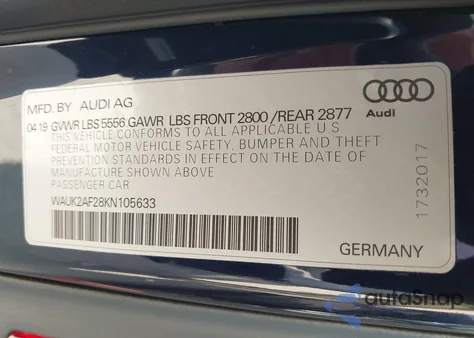 MFD. BY AUDI AG
04-19 GVWR LBS 5556 GAWR LBS FRONT 2800 /REAR 2877
THIS VEHICLE CONFORMS TO ALL APPLICABLE U S
FEDERAL MOTOR VEHICLE SAFETY, BUMPER AND THEFT
PREVENTION STANDARDS IN EFFECT ON THE DATE OF
MANUFACTURE SHOWN ABOVE.
PASSENGER CAR
WAUK2AF28KN105633
GERMANY
Audi
1732017
autoSnap